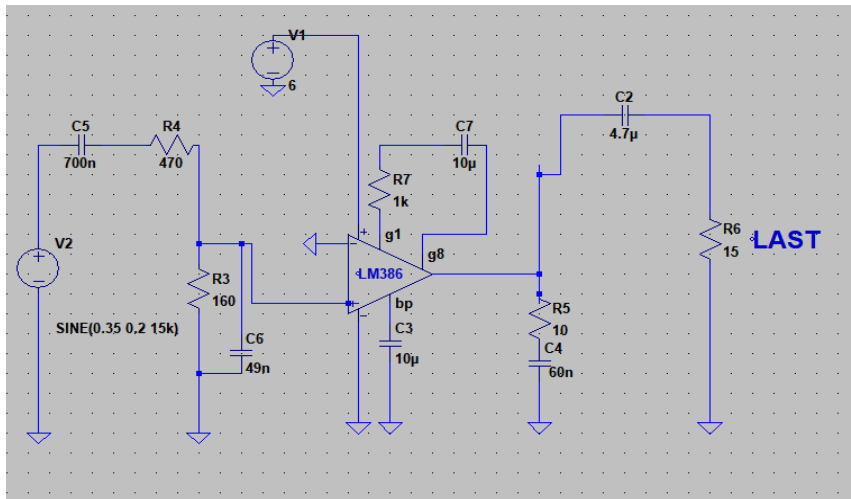 V1
6
C5
700n
R4
470
V2
SINE(0.35 0,2 15k)
R3
160
C6
49n
C7
10µ
R7
1k
g1
g8
LM386
bp
C3
10µ
C2
4.7µ
R5
10
C4
60n
R6
15
LAST